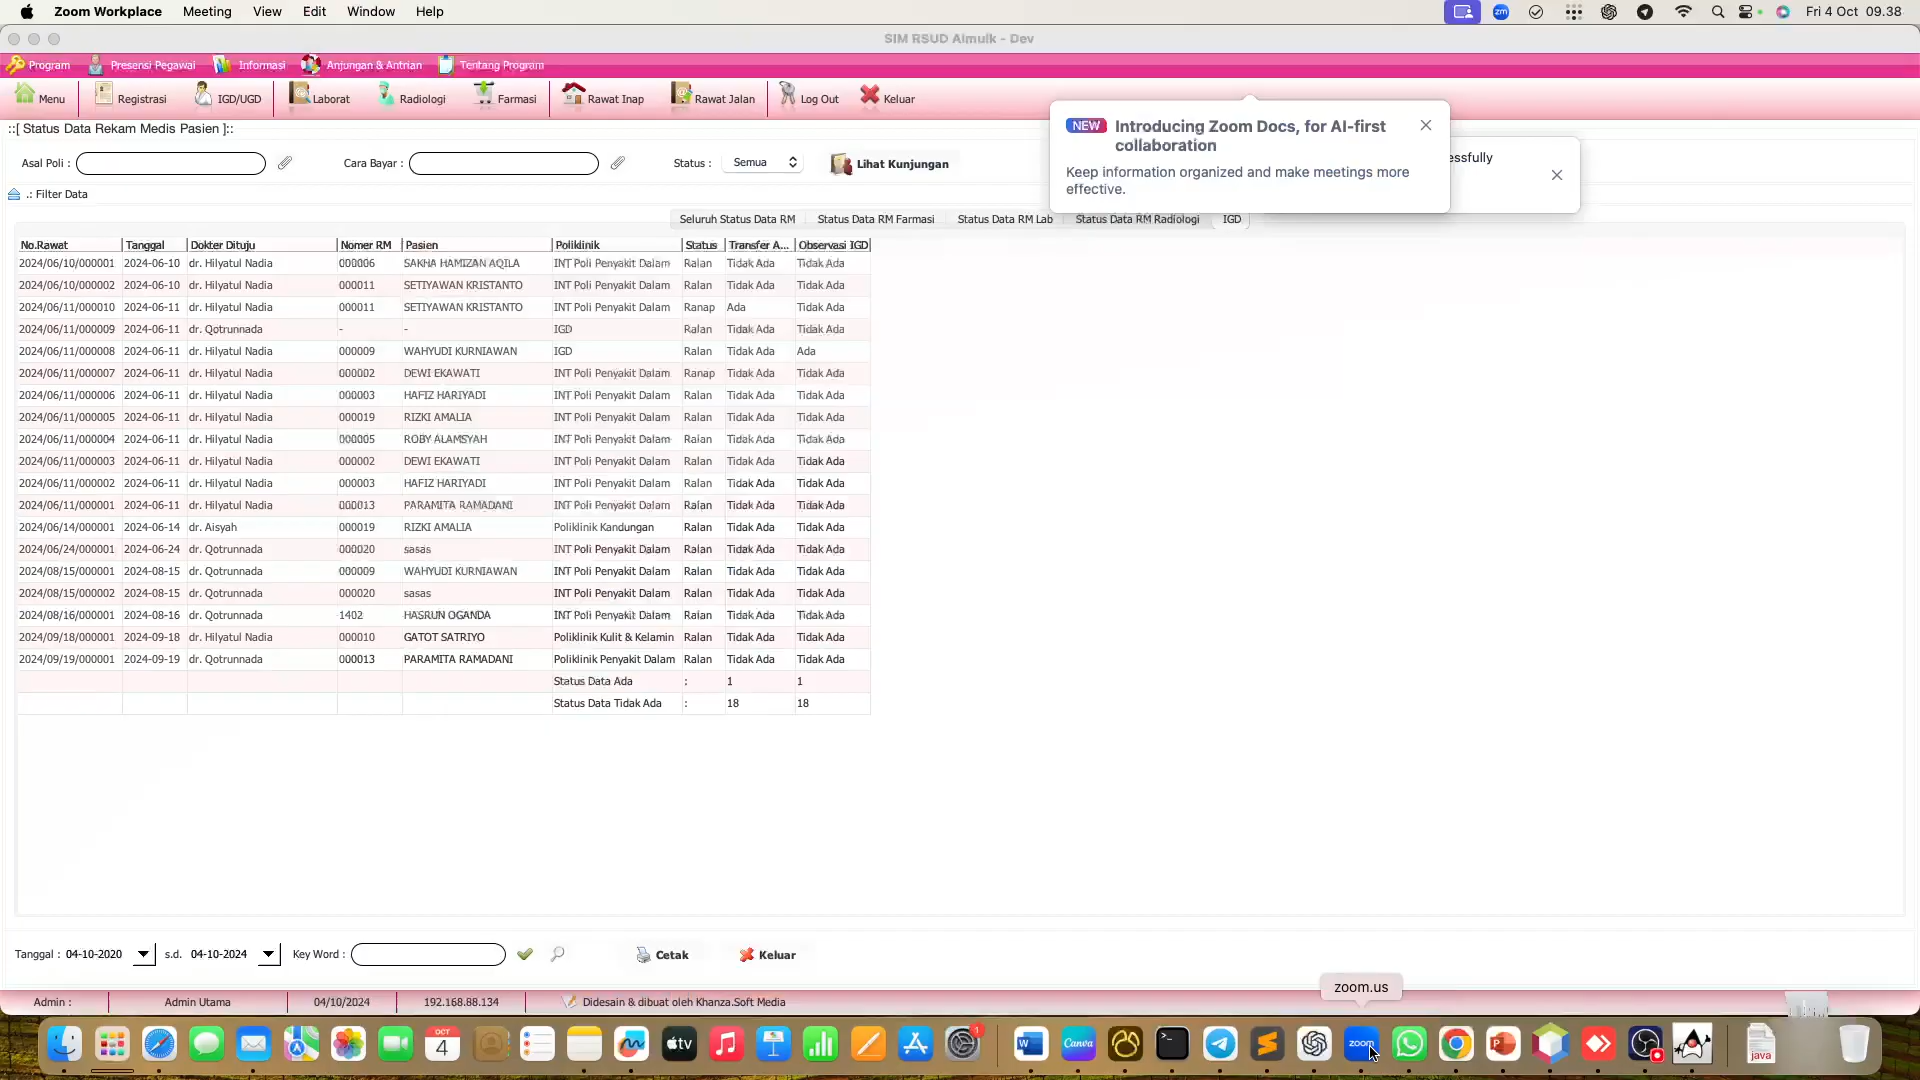 Zoom Workplace Meeting View Edit Window Help zm Fri 4 Oct 09.38
SIM RSUD Aimuik - Dev
Program Presensi Pegawai Informasi Anjungan & Antrian Tentang Program
Menu Registrasi IGD/UGD Laborat Radiologi Farmasi Rawat Inap Rawat Jalan Log Out Keluar
::[ Status Data Rekam Medis Pasien ]::
NEW Introducing Zoom Docs, for AI-first
collaboration
Keep information organized and make meetings more
effective.
essfully
Asal Poli : Cara Bayar : Status : Semua Lihat Kunjungan
.: Filter Data
Seluruh Status Data RM Status Data RM Farmasi Status Data RM Lab Status Data RM Radiologi IGD
No.Rawat Tanggal Dokter Dituju Nomer RM Pasien Poliklinik Status Transfer A... Observasi IGD
2024/06/10/000001 2024-06-10 dr. Hilyatul Nadia 000006 SAKHA HAMIZAN AQILA INT Poli Penyakit Dalam Ralan Tidak Ada Tidak Ada
2024/06/10/000002 2024-06-10 dr. Hilyatul Nadia 000011 SETIYAWAN KRISTANTO INT Poli Penyakit Dalam Ralan Tidak Ada Tidak Ada
2024/06/11/000010 2024-06-11 dr. Hilyatul Nadia 000011 SETIYAWAN KRISTANTO INT Poli Penyakit Dalam Ranap Ada Tidak Ada
2024/06/11/000009 2024-06-11 dr. Qotrunnada - - IGD Ralan Tidak Ada Tidak Ada
2024/06/11/000008 2024-06-11 dr. Hilyatul Nadia 000009 WAHYUDI KURNIAWAN IGD Ralan Tidak Ada Ada
2024/06/11/000007 2024-06-11 dr. Hilyatul Nadia 000002 DEWI EKAWATI INT Poli Penyakit Dalam Ranap Tidak Ada Tidak Ada
2024/06/11/000006 2024-06-11 dr. Hilyatul Nadia 000003 HAFIZ HARIYADI INT Poli Penyakit Dalam Ralan Tidak Ada Tidak Ada
2024/06/11/000005 2024-06-11 dr. Hilyatul Nadia 000019 RIZKI AMALIA INT Poli Penyakit Dalam Ralan Tidak Ada Tidak Ada
2024/06/11/000004 2024-06-11 dr. Hilyatul Nadia 000005 ROBY ALAMSYAH INT Poli Penyakit Dalam Ralan Tidak Ada Tidak Ada
2024/06/11/000003 2024-06-11 dr. Hilyatul Nadia 000002 DEWI EKAWATI INT Poli Penyakit Dalam Ralan Tidak Ada Tidak Ada
2024/06/11/000002 2024-06-11 dr. Hilyatul Nadia 000003 HAFIZ HARIYADI INT Poli Penyakit Dalam Ralan Tidak Ada Tidak Ada
2024/06/11/000001 2024-06-11 dr. Hilyatul Nadia 000013 PARAMITA RAMADANI INT Poli Penyakit Dalam Ralan Tidak Ada Tidak Ada
2024/06/14/000001 2024-06-14 dr. Aisyah 000019 RIZKI AMALIA Poliklinik Kandungan Ralan Tidak Ada Tidak Ada
2024/06/24/000001 2024-06-24 dr. Qotrunnada 000020 sasas INT Poli Penyakit Dalam Ralan Tidak Ada Tidak Ada
2024/08/15/000001 2024-08-15 dr. Qotrunnada 000009 WAHYUDI KURNIAWAN INT Poli Penyakit Dalam Ralan Tidak Ada Tidak Ada
2024/08/15/000002 2024-08-15 dr. Qotrunnada 000020 sasas INT Poli Penyakit Dalam Ralan Tidak Ada Tidak Ada
2024/08/16/000001 2024-08-16 dr. Qotrunnada 1402 HASRUN OGANDA INT Poli Penyakit Dalam Ralan Tidak Ada Tidak Ada
2024/09/18/000001 2024-09-18 dr. Hilyatul Nadia 000010 GATOT SATRIYO Poliklinik Kulit & Kelamin Ralan Tidak Ada Tidak Ada
2024/09/19/000001 2024-09-19 dr. Qotrunnada 000013 PARAMITA RAMADANI Poliklinik Penyakit Dalam Ralan Tidak Ada Tidak Ada
Status Data Ada : 1 1
Status Data Tidak Ada : 18 18
Tanggal : 04-10-2020 s.d. 04-10-2024 Key Word : Cetak Keluar
zoom.us
Admin : Admin Utama 04/10/2024 192.168.88.134 Didesain & dibuat oleh Khanza.Soft Media
OCT 4 tv 1 W Canva >_ zoom P java